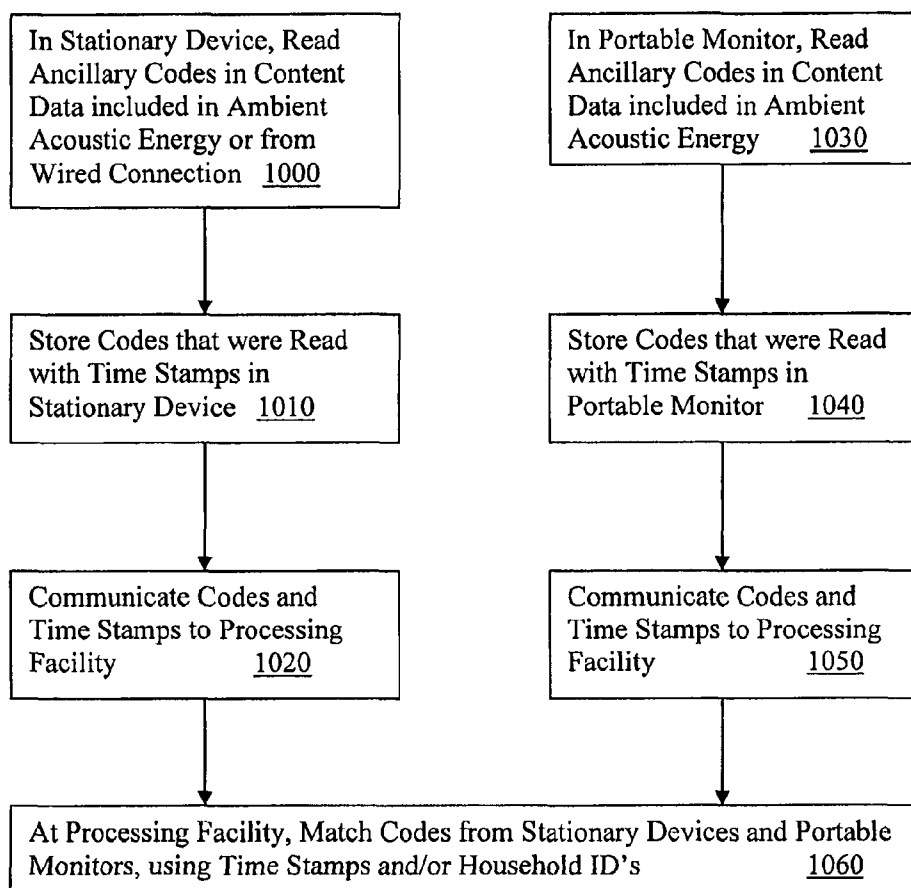 In Stationary Device, Read
Ancillary Codes in Content
Data included in Ambient
Acoustic Energy or from
Wired Connection 1000
In Portable Monitor, Read
Ancillary Codes in Content
Data included in Ambient
Acoustic Energy 1030
Store Codes that were Read
with Time Stamps in
Stationary Device 1010
Store Codes that were Read
with Time Stamps in
Portable Monitor 1040
Communicate Codes and
Time Stamps to Processing
Facility 1020
Communicate Codes and
Time Stamps to Processing
Facility 1050
At Processing Facility, Match Codes from Stationary Devices and Portable
Monitors, using Time Stamps and/or Household ID's 1060